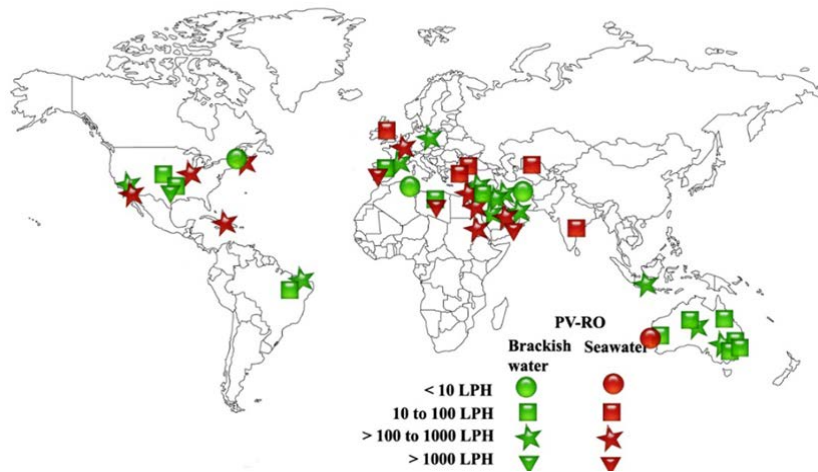 PV-RO
Brackish water
Seawater
< 10 LPH
10 to 100 LPH
> 100 to 1000 LPH
> 1000 LPH